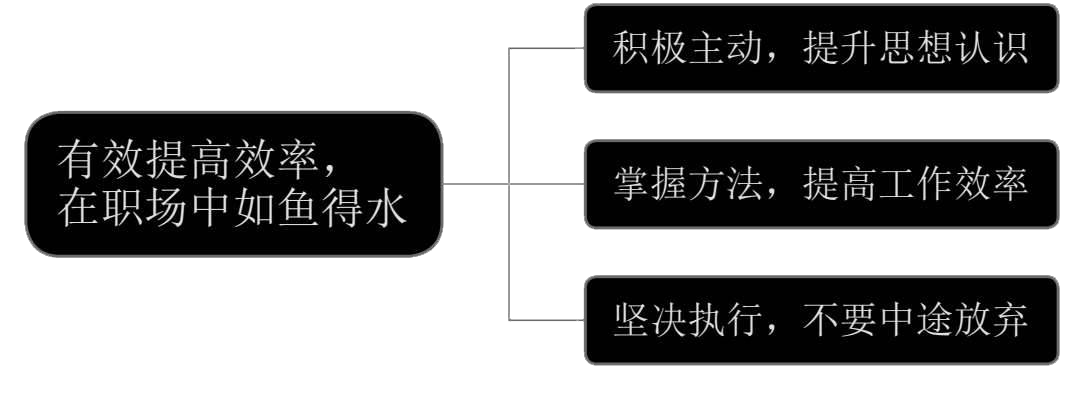 有效提高效率，
在职场中如鱼得水
积极主动，提升思想认识
掌握方法，提高工作效率
坚决执行，不要中途放弃